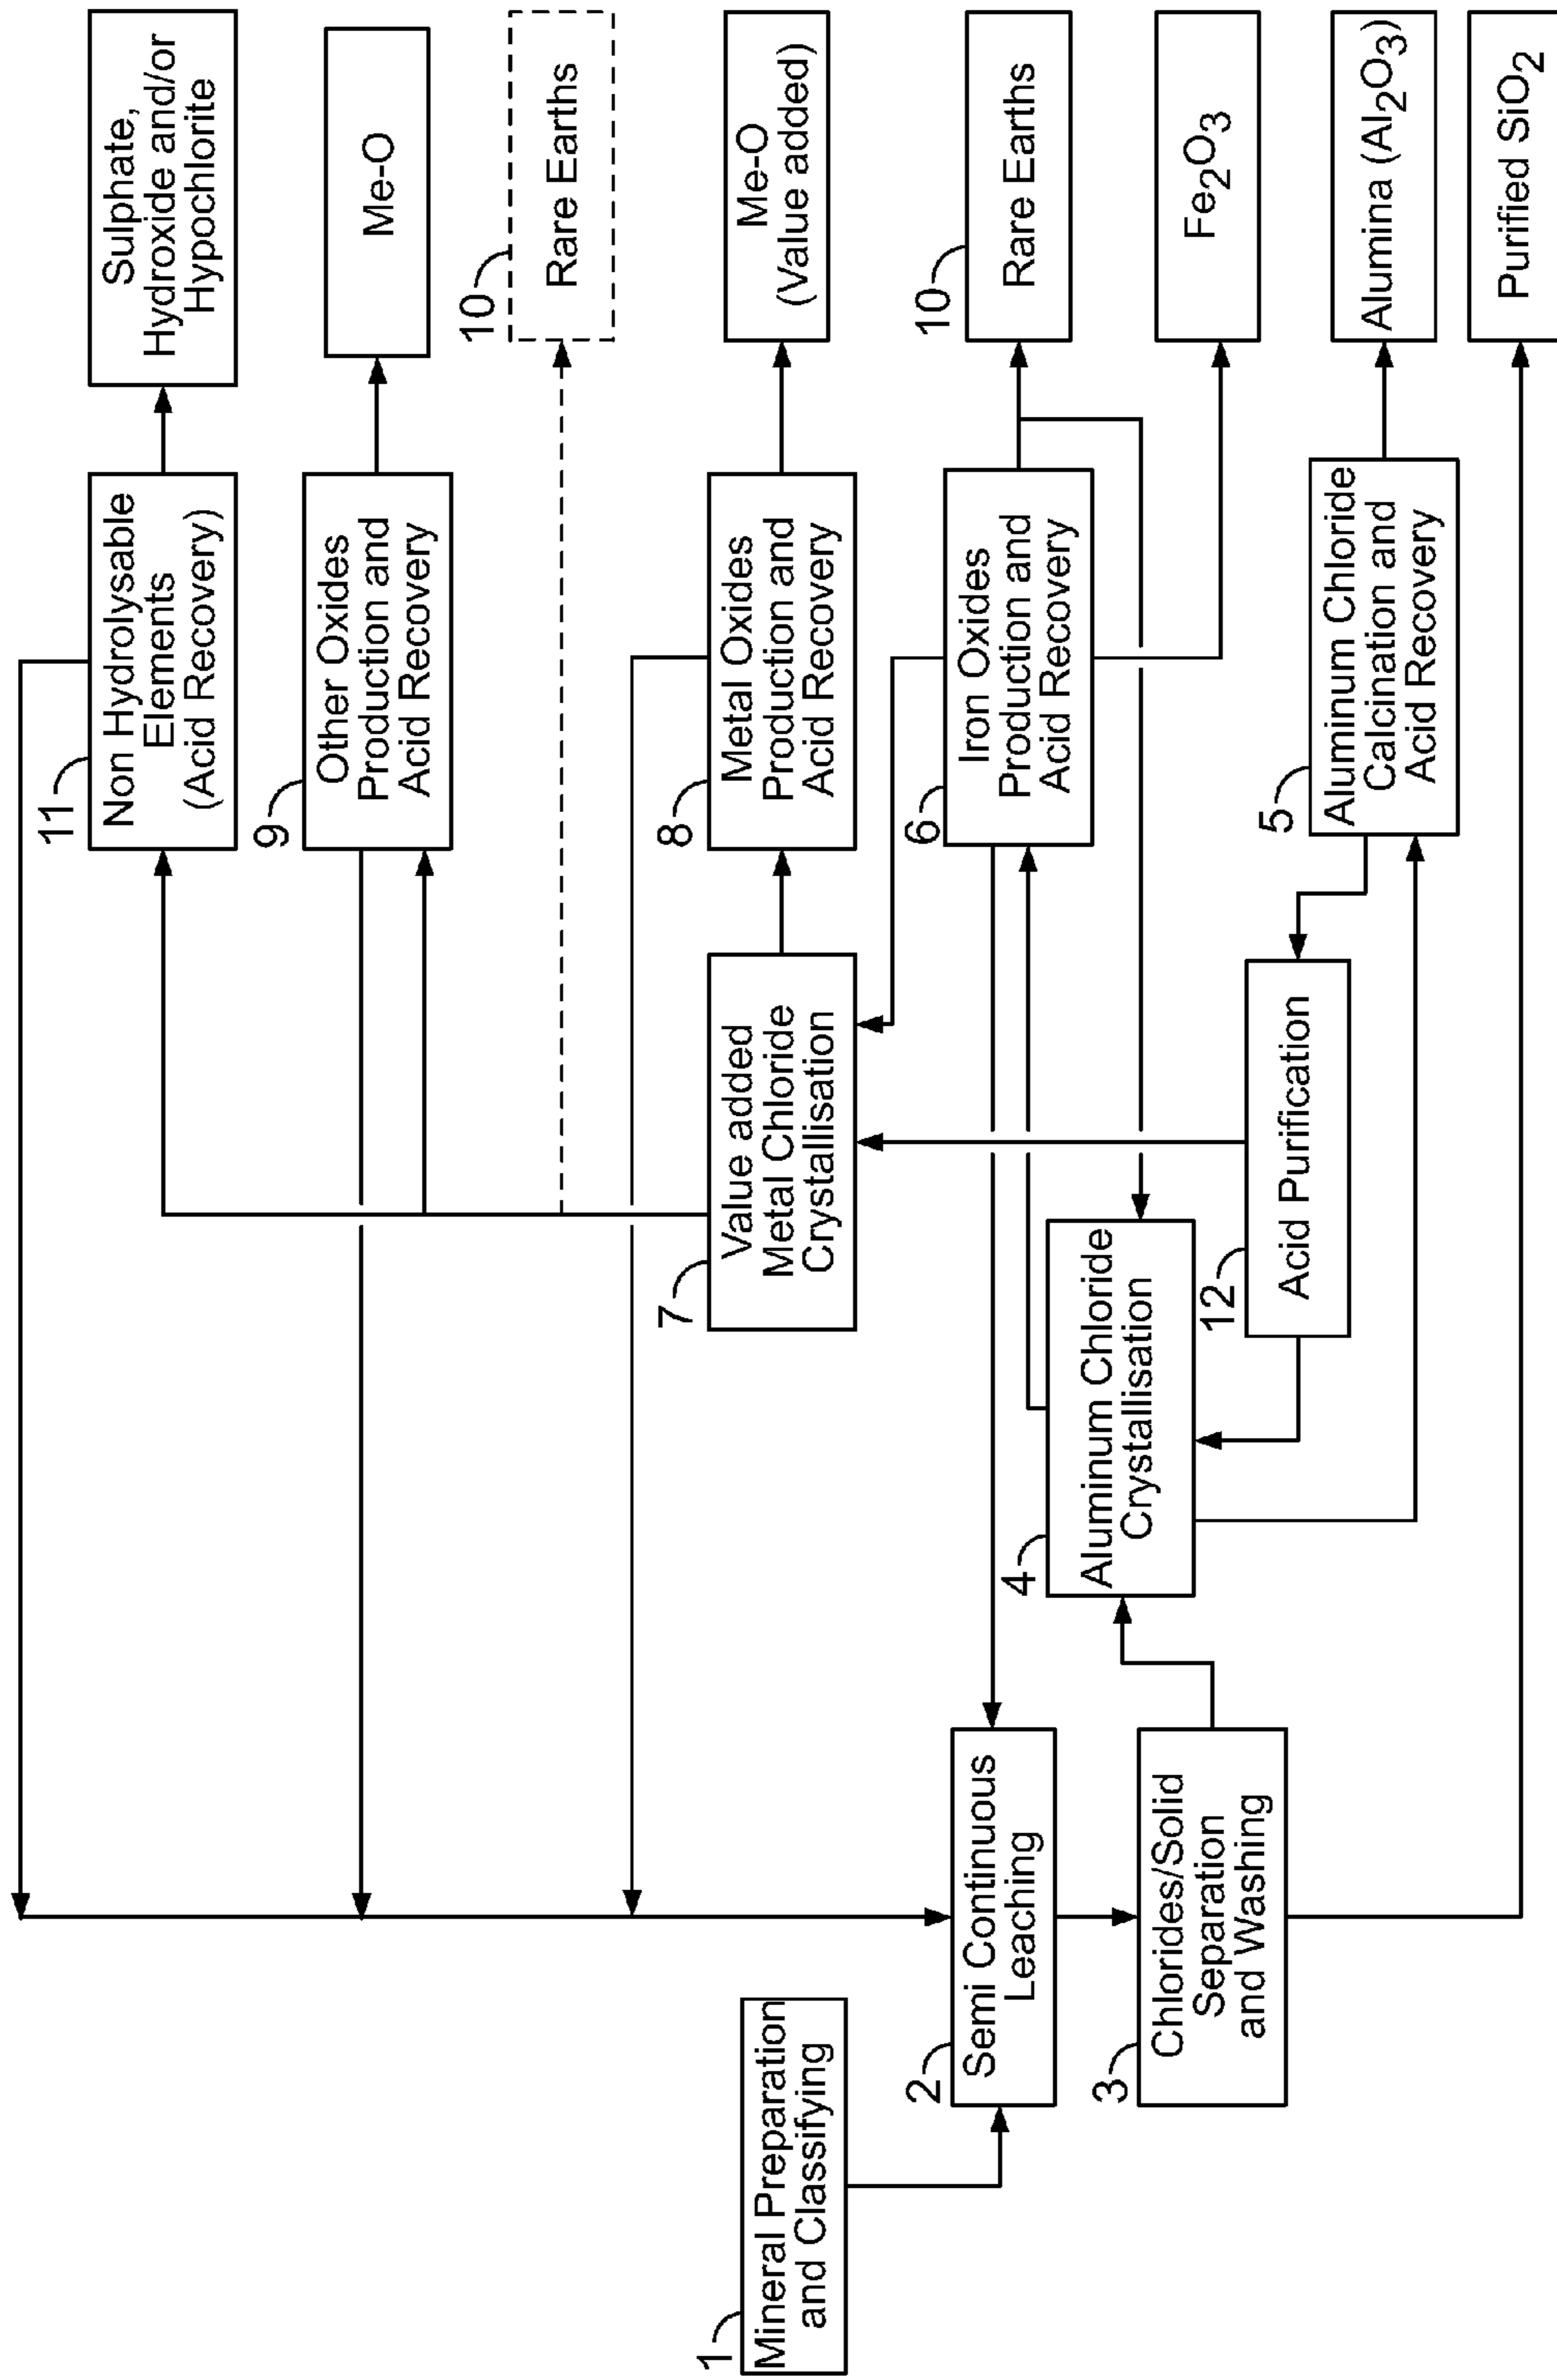 1
Mineral Preparation
and Classifying
2
Semi Continuous
Leaching
3
Chlorides/Solid
Separation
and Washing
4
Aluminum Chloride
Crystallisation
12
Acid Purification
7
Value added
Metal Chloride
Crystallisation
11
Non Hydrolysable
Elements
(Acid Recovery)
9
Other Oxides
Production and
Acid Recovery
8
Metal Oxides
Production and
Acid Recovery
6
Iron Oxides
Production and
Acid Recovery
5
Aluminum Chloride
Calcination and
Acid Recovery
Sulphate,
Hydroxide and/or
Hypochlorite
Me-O
10
Rare Earths
Me-O
(Value added)
10
Rare Earths
Fe₂O₃
Alumina (Al₂O₃)
Purified SiO₂